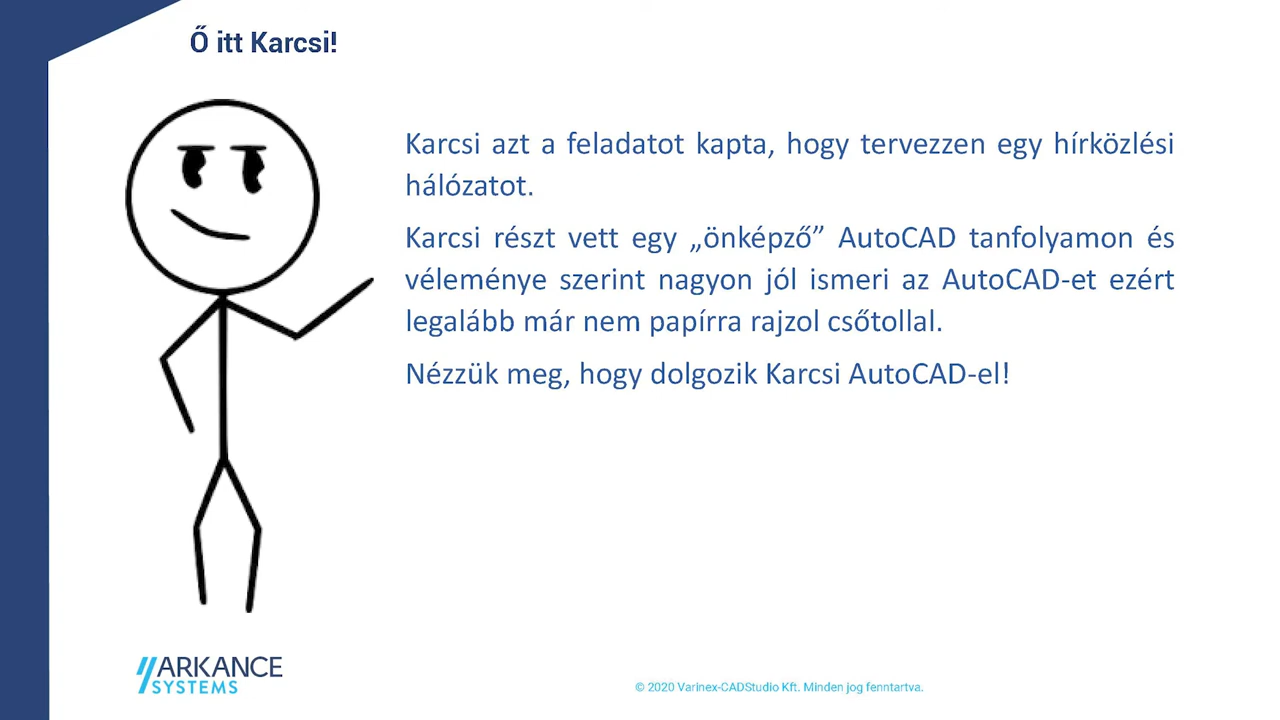 Ő itt Karcsi!
Karcsi azt a feladatot kapta, hogy tervezzen egy hírközlési
hálózatot.
Karcsi részt vett egy „önképző” AutoCAD tanfolyamon és
véleménye szerint nagyon jól ismeri az AutoCAD-et ezért
legalább már nem papírra rajzol csőtollal.
Nézzük meg, hogy dolgozik Karcsi AutoCAD-el!
ARKANCE
SYSTEMS
© 2020 Varinex-CADStudio Kft. Minden jog fenntartva.